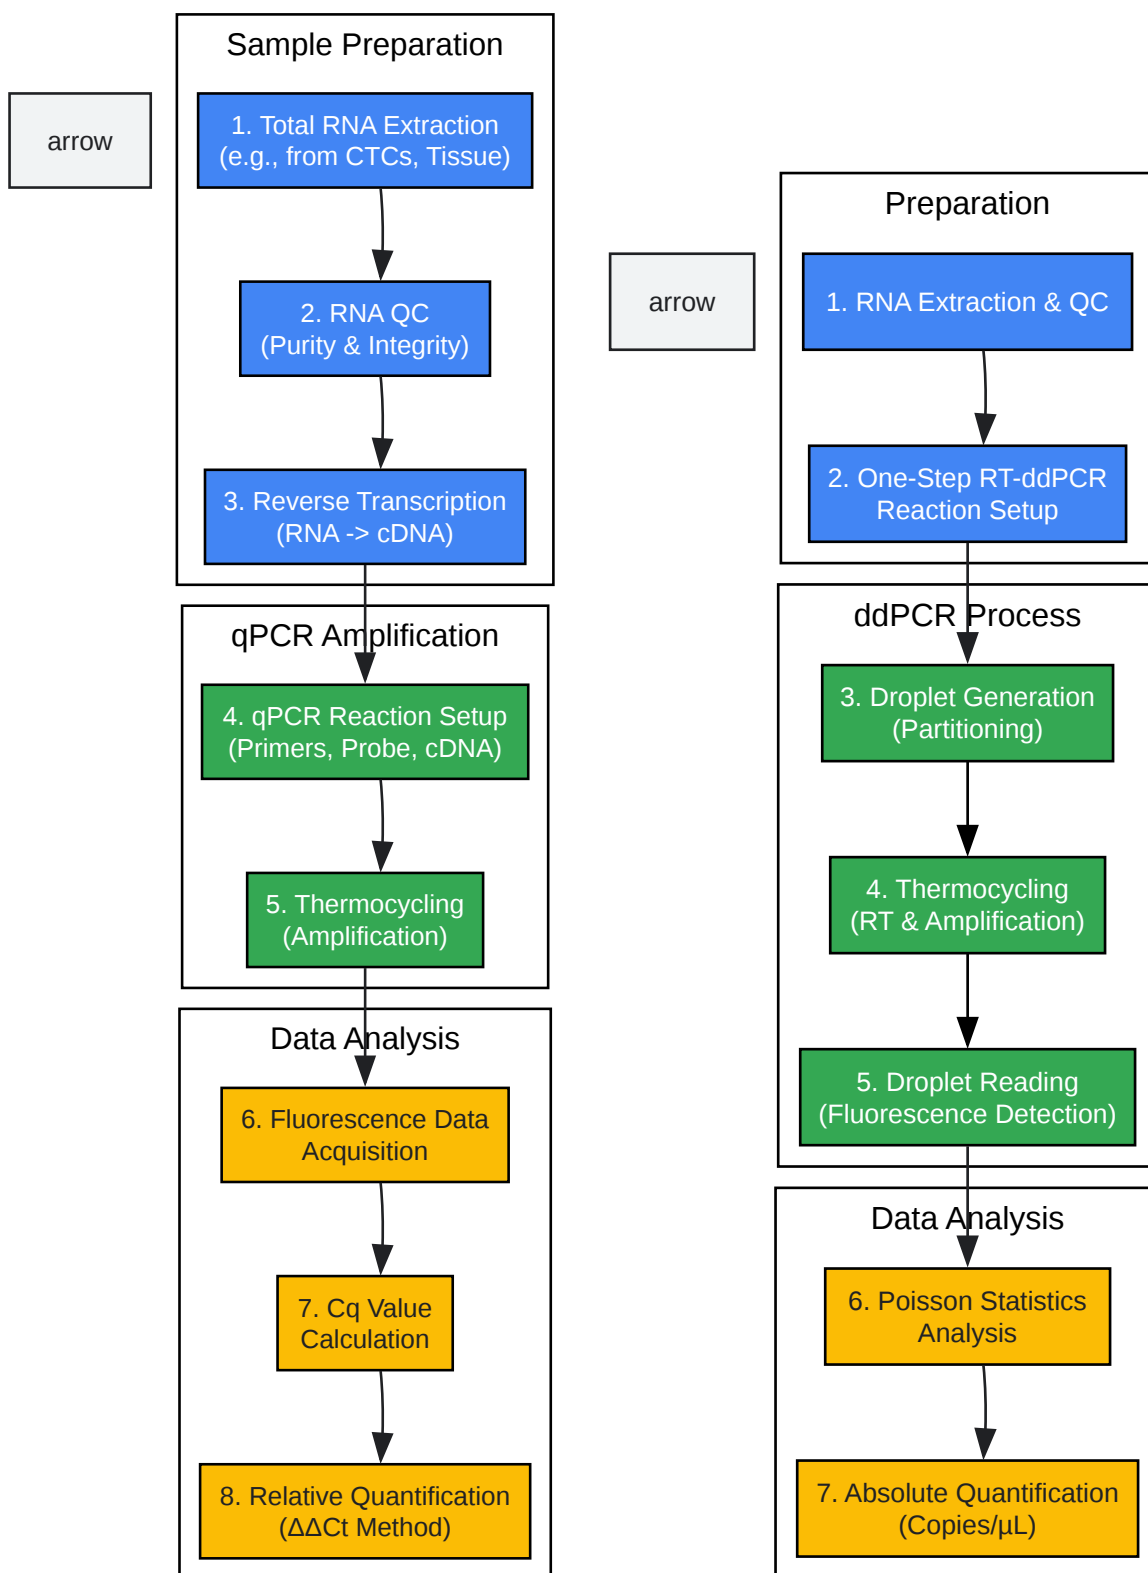 Sample Preparation
arrow
1. Total RNA Extraction
(e.g., from CTCs, Tissue)
2. RNA QC
(Purity & Integrity)
3. Reverse Transcription
(RNA -> cDNA)
qPCR Amplification
4. qPCR Reaction Setup
(Primers, Probe, cDNA)
5. Thermocycling
(Amplification)
Data Analysis
6. Fluorescence Data
Acquisition
7. Cq Value
Calculation
8. Relative Quantification
(ΔΔCt Method)
Preparation
arrow
1. RNA Extraction & QC
2. One-Step RT-ddPCR
Reaction Setup
ddPCR Process
3. Droplet Generation
(Partitioning)
4. Thermocycling
(RT & Amplification)
5. Droplet Reading
(Fluorescence Detection)
Data Analysis
6. Poisson Statistics
Analysis
7. Absolute Quantification
(Copies/µL)